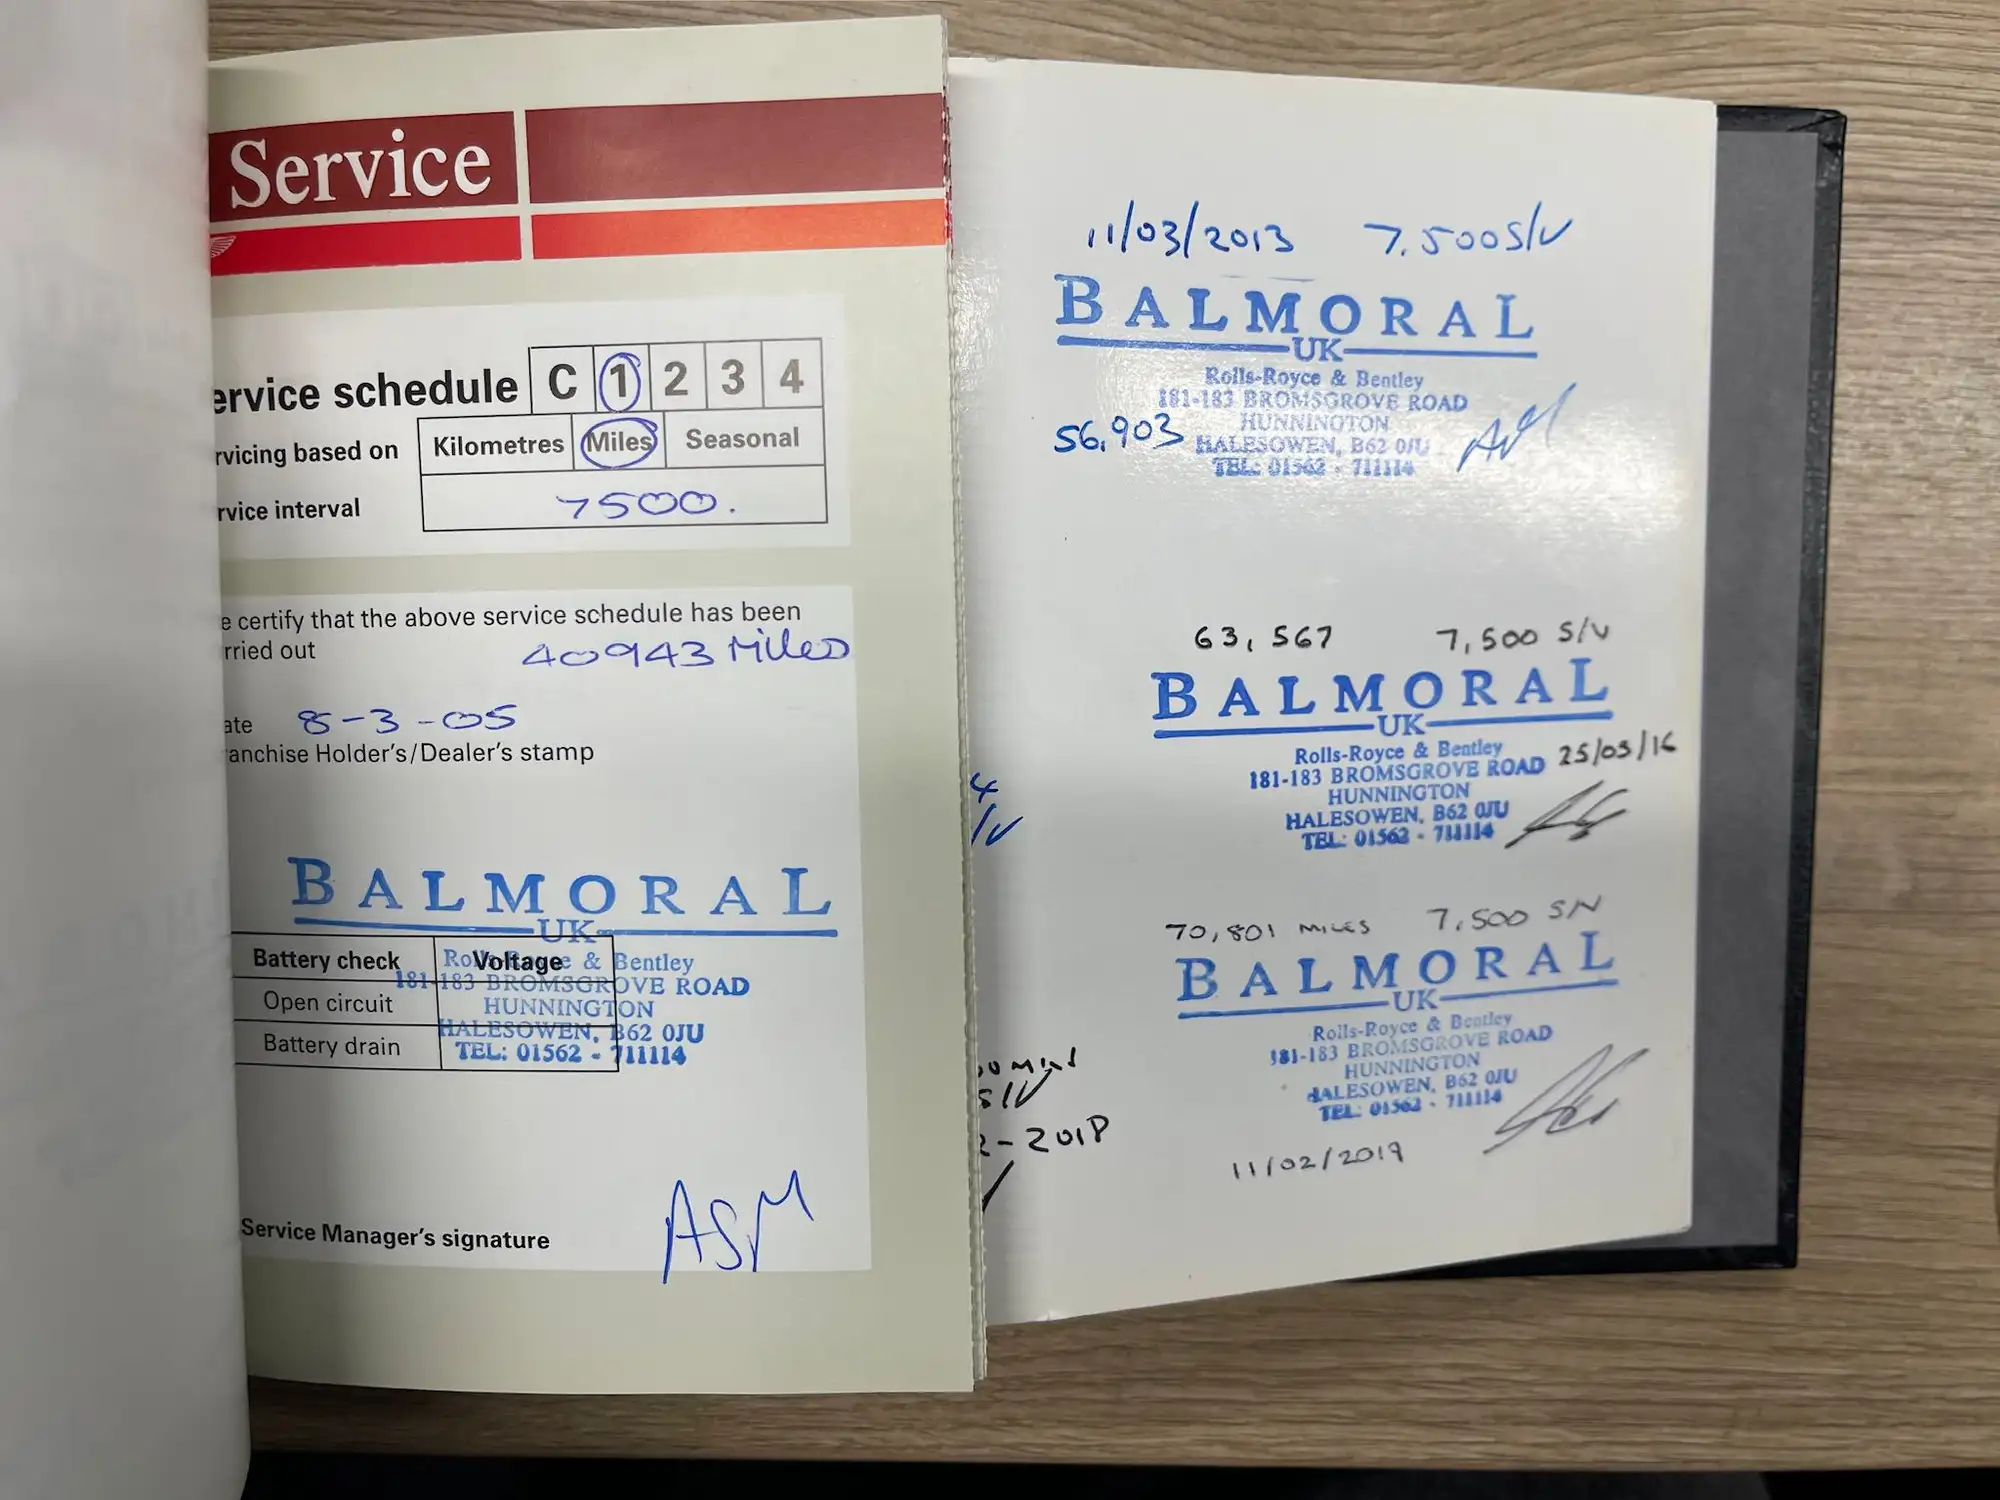 Service
ervice schedule C 1 2 3 4
rvicing based on Kilometres Miles Seasonal
rvice interval 7500.
e certify that the above service schedule has been
rried out 40943 Miles
ate 8-3-05
anchise Holder's/Dealer's stamp
BALMORAL
UK
Battery check Voltage
Rolls-Royce & Bentley
181-183 BROMSGROVE ROAD
Open circuit
HUNNINGTON
HALESOWEN, B62 0JU
Battery drain
TEL: 01562 - 711114
Service Manager's signature
ASM
4
/V
S/V
2-2018
11/03/2013 7,500 S/V
BALMORAL
UK
Rolls-Royce & Bentley
181-183 BROMSGROVE ROAD
HUNNINGTON
56,903 HALESOWEN, B62 0JU
TEL: 01562 - 711114
63,567 7,500 S/V
BALMORAL
UK
Rolls-Royce & Bentley
181-183 BROMSGROVE ROAD 25/03/16
HUNNINGTON
HALESOWEN, B62 0JU
TEL: 01562 - 711114
70,801 MILES 7,500 S/V
BALMORAL
UK
Rolls-Royce & Bentley
181-183 BROMSGROVE ROAD
HUNNINGTON
HALESOWEN, B62 0JU
TEL: 01562 - 711114
11/02/2019